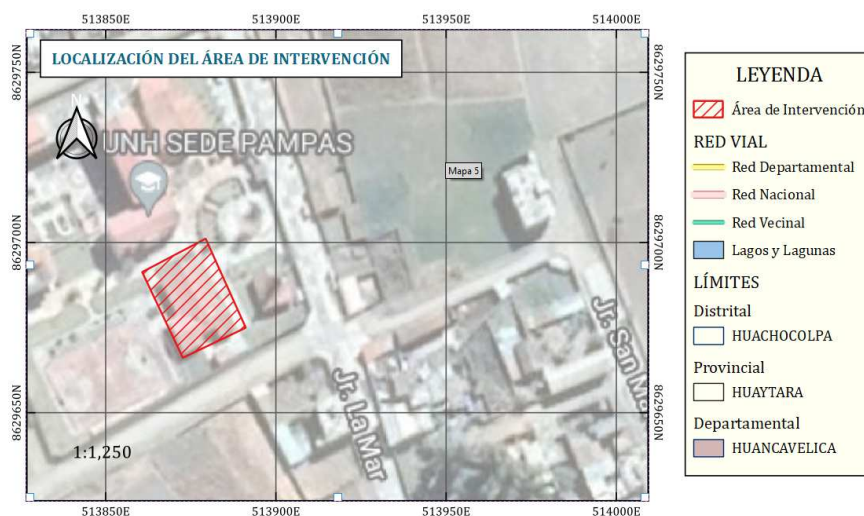 513850E 513900E 513950E 514000E
8629750N 8629750N
LOCALIZACIÓN DEL ÁREA DE INTERVENCIÓN
N
UNH SEDE PAMPAS
Mapa 5
8629700N 8629700N
Jr. San Ma
Jr. La Mar
8629650N 8629650N
1:1,250
513850E 513900E 513950E 514000E
LEYENDA
Área de Intervención
RED VIAL
Red Departamental
Red Nacional
Red Vecinal
Lagos y Lagunas
LÍMITES
Distrital
HUACHOCOLPA
Provincial
HUAYTARA
Departamental
HUANCAVELICA